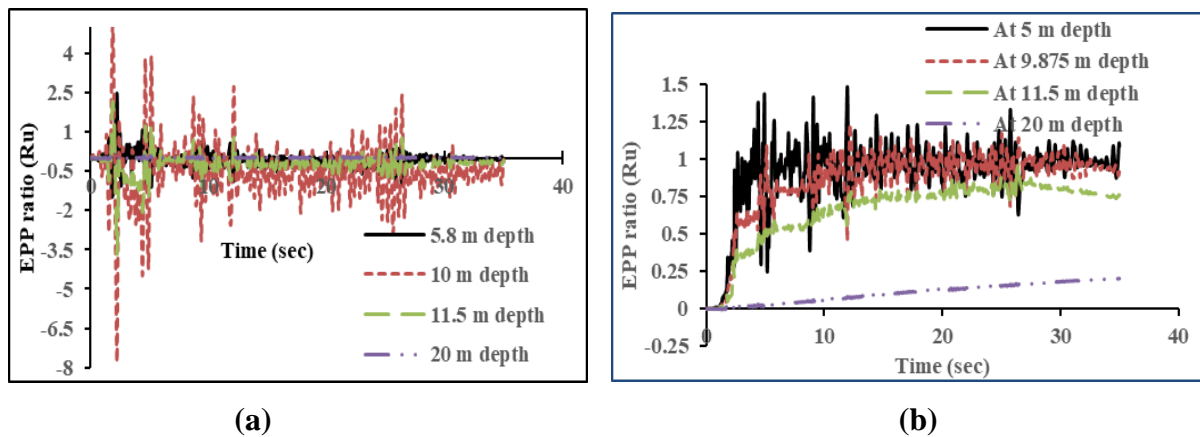 EPP ratio (Ru)
5
2.5
1
-0.5
-2
-3.5
-5
-6.5
-8
0
10
20
30
40
Time (sec)
5.8 m depth
10 m depth
11.5 m depth
20 m depth
(a)
EPP ratio (Ru)
1.5
1.25
1
0.75
0.5
0.25
0
-0.25
0
10
20
30
40
Time (sec)
At 5 m depth
At 9.875 m depth
At 11.5 m depth
At 20 m depth
(b)